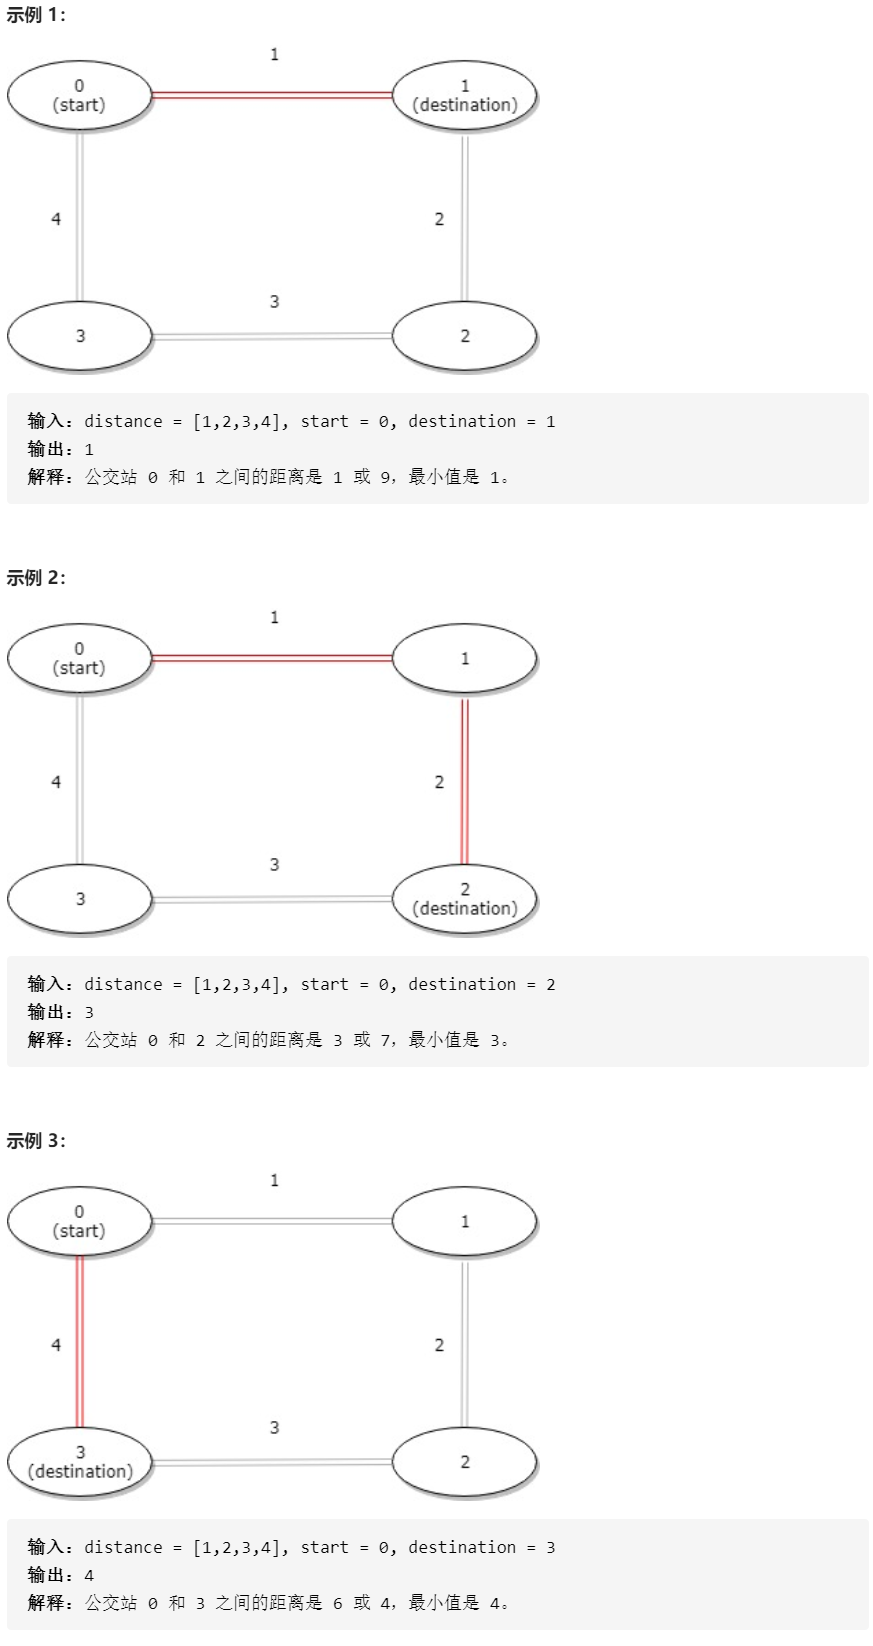 示例 1：
1
0
(start)
1
(destination)
4
2
3
3
2
输入：distance = [1,2,3,4], start = 0, destination = 1
输出：1
解释：公交站 0 和 1 之间的距离是 1 或 9，最小值是 1。
示例 2：
1
0
(start)
1
4
2
3
3
2
(destination)
输入：distance = [1,2,3,4], start = 0, destination = 2
输出：3
解释：公交站 0 和 2 之间的距离是 3 或 7，最小值是 3。
示例 3：
1
0
(start)
1
4
2
3
3
(destination)
2
输入：distance = [1,2,3,4], start = 0, destination = 3
输出：4
解释：公交站 0 和 3 之间的距离是 6 或 4，最小值是 4。